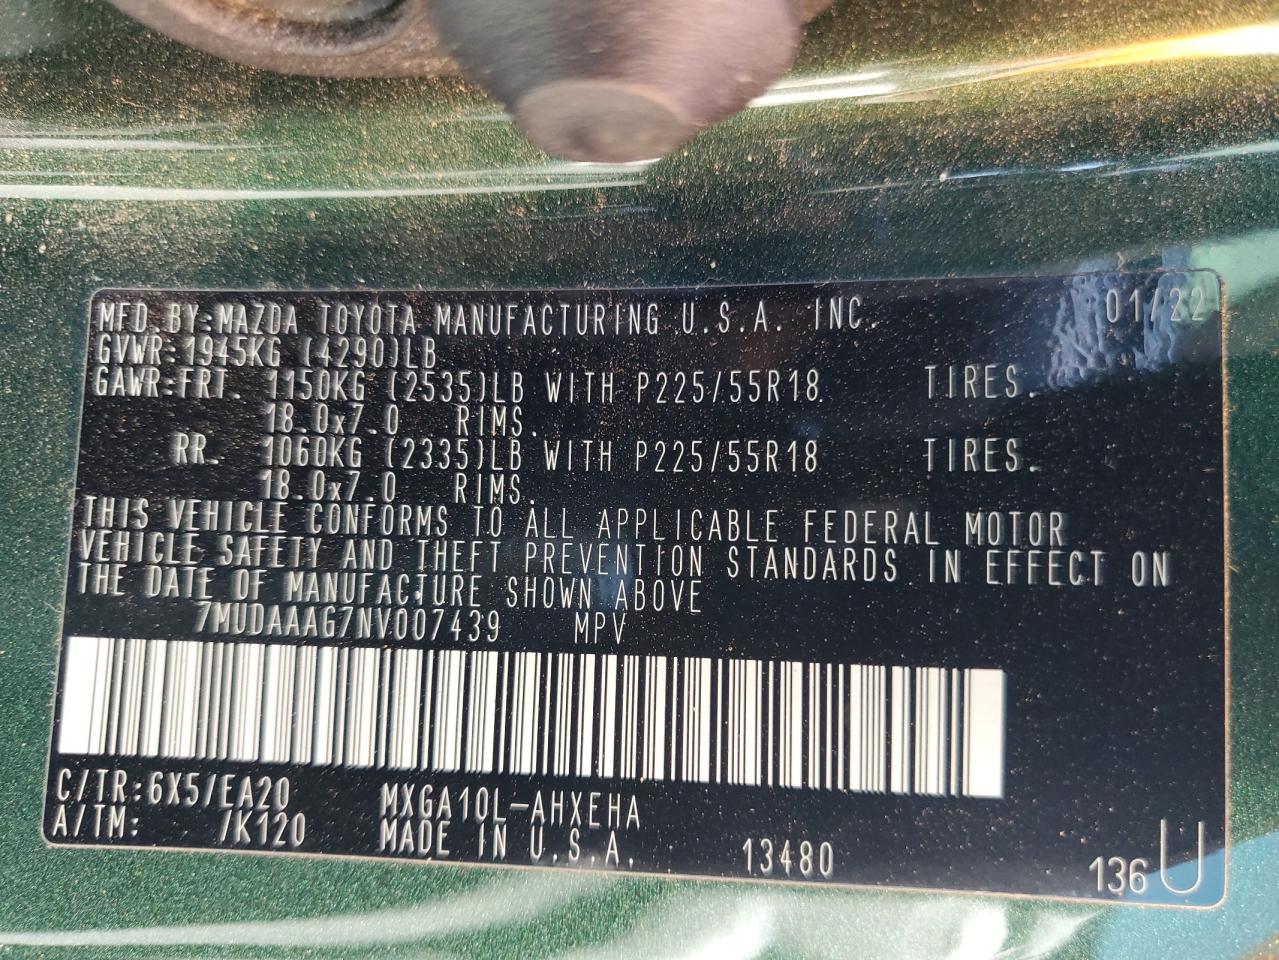 MFD.BY:MAZDA TOYOTA MANUFACTURING U.S.A. INC. 01/22
GVWR:1945KG (4290)LB
GAWR:FRT. 1150KG (2535)LB WITH P225/55R18 TIRES.
18.0x7.0 RIMS.
RR. 1060KG (2335)LB WITH P225/55R18 TIRES.
18.0x7.0 RIMS.
THIS VEHICLE CONFORMS TO ALL APPLICABLE FEDERAL MOTOR
VEHICLE SAFETY AND THEFT PREVENTION STANDARDS IN EFFECT ON
THE DATE OF MANUFACTURE SHOWN ABOVE
7MUDAAAG7NV007439 MPV
C/TR:6X5/EA20 MXGA10L-AHXEHA
A/TM: /K120 MADE IN U.S.A. 13480 136 U